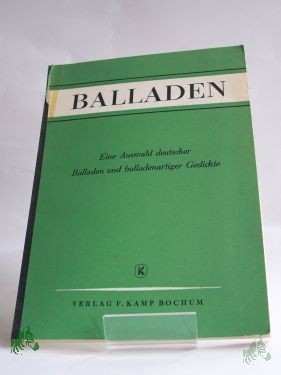 BALLADEN
Eine Auswahl deutscher
Balladen und balladenartiger Gedichte
K
VERLAG F. KAMP BOCHUM